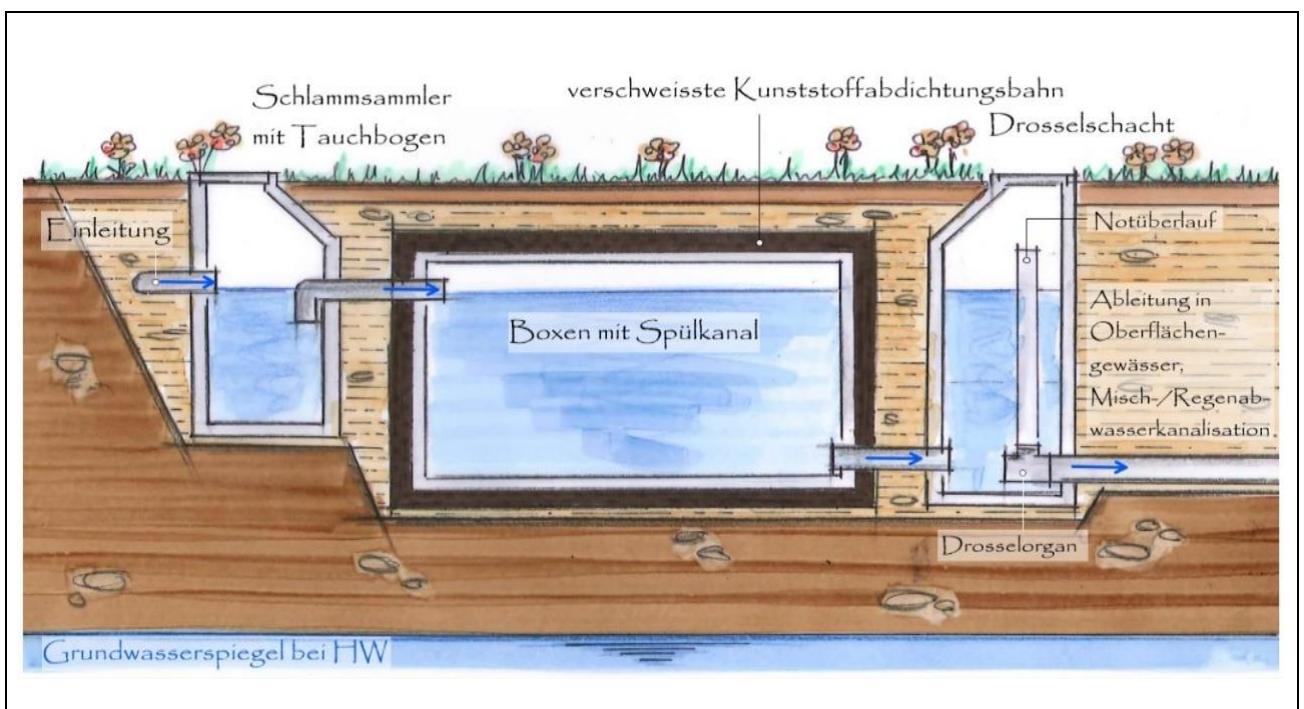 Schlammsammler
mit Tauchbogen
verschweisste Kunststoffabdichtungsbahn
Drosselschacht
Einleitung
Notüberlauf
Boxen mit Spülkanal
Ableitung in
Oberflächen-
gewässer,
Misch-/Regenab-
wasserkanalisation
Drosselorgan
Grundwasserspiegel bei HW